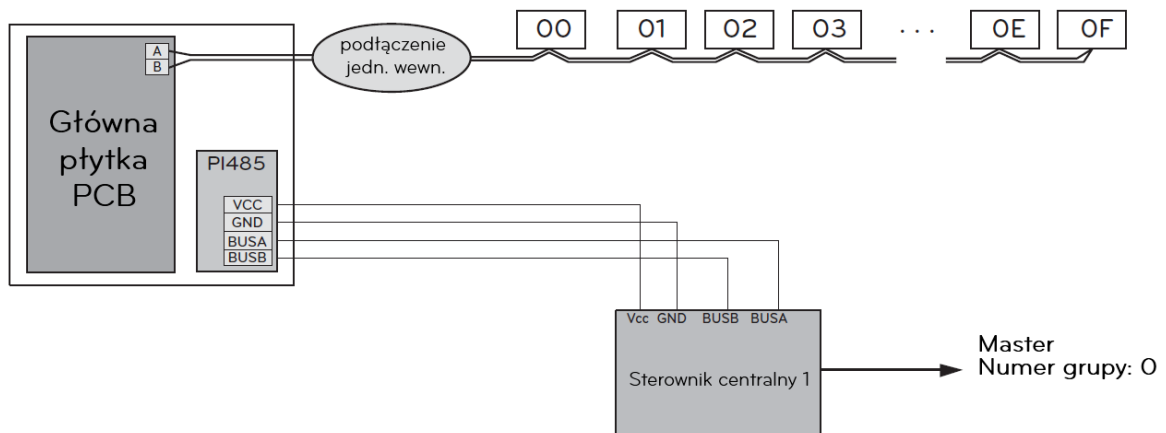 00 01 02 03 ... 0E 0F
A
B
podłączenie
jedn. wewn.
Główna
płytka
PCB
PI485
VCC
GND
BUSA
BUSB
Vcc GND BUSB BUSA
Sterownik centralny 1
Master
Numer grupy: 0